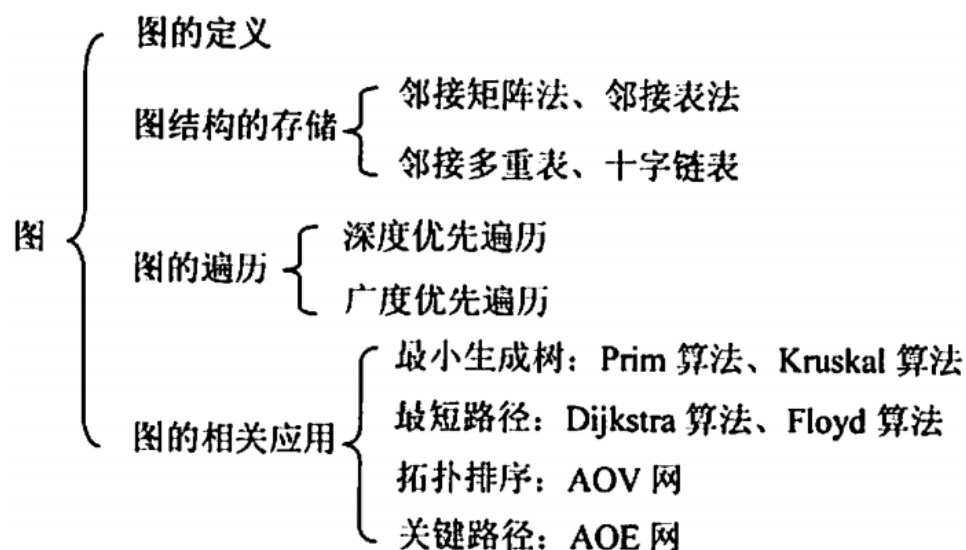 图的定义
图结构的存储
邻接矩阵法、邻接表法
邻接多重表、十字链表
图
图的遍历
深度优先遍历
广度优先遍历
图的相关应用
最小生成树：Prim 算法、Kruskal 算法
最短路径：Dijkstra 算法、Floyd 算法
拓扑排序：AOV 网
关键路径：AOE 网